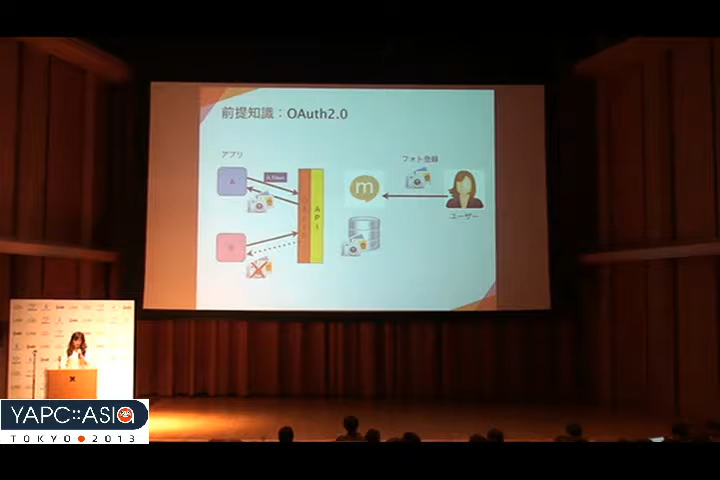 前提知識：OAuth2.0
アプリ
フォト登録
A
A.Token
m
API
ユーザー
B
YAPC::ASIA
TOKYO 2013